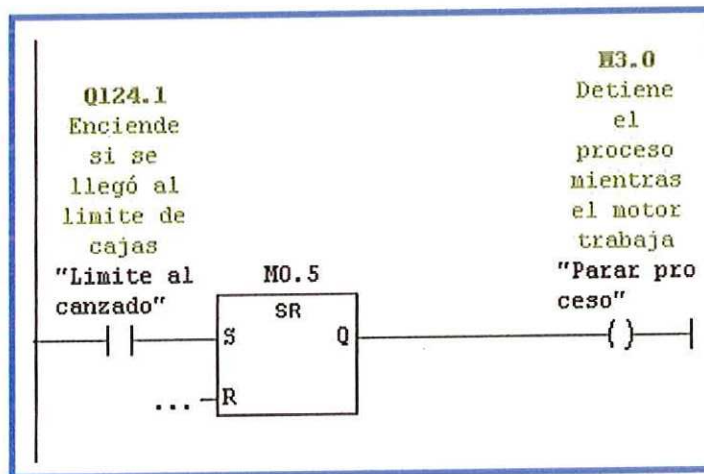 Q124.1
Enciende
si se
llegó al
limite de
cajas
"Limite al
canzado"
M0.5
SR
S
Q
...
R
M3.0
Detiene
el
proceso
mientras
el motor
trabaja
"Parar pro
ceso"